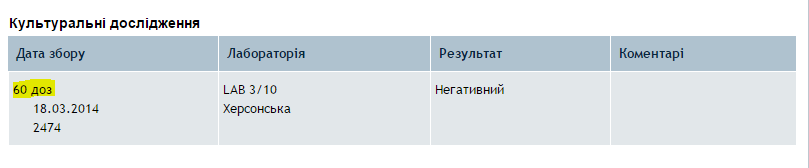 Культуральні дослідження
Дата збору Лабораторія Результат Коментарі
60 доз LAB 3/10 Негативний
18.03.2014 Херсонська
2474